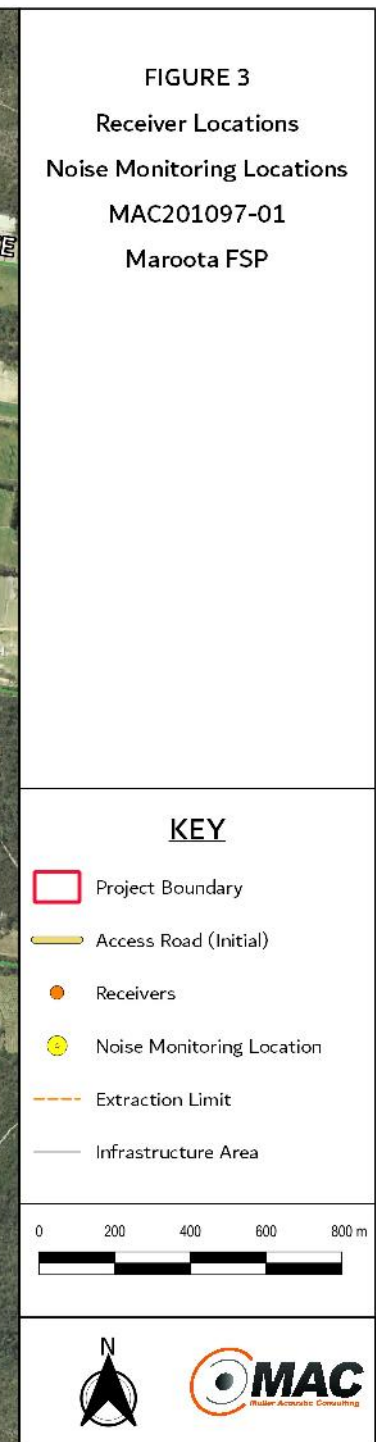 FIGURE 3
Receiver Locations
Noise Monitoring Locations
MAC201097-01
Maroota FSP
E
KEY
Project Boundary
Access Road (Initial)
Receivers
Noise Monitoring Location
Extraction Limit
Infrastructure Area
0 200 400 600 800 m
N
MAC
Muller Acoustic Consulting